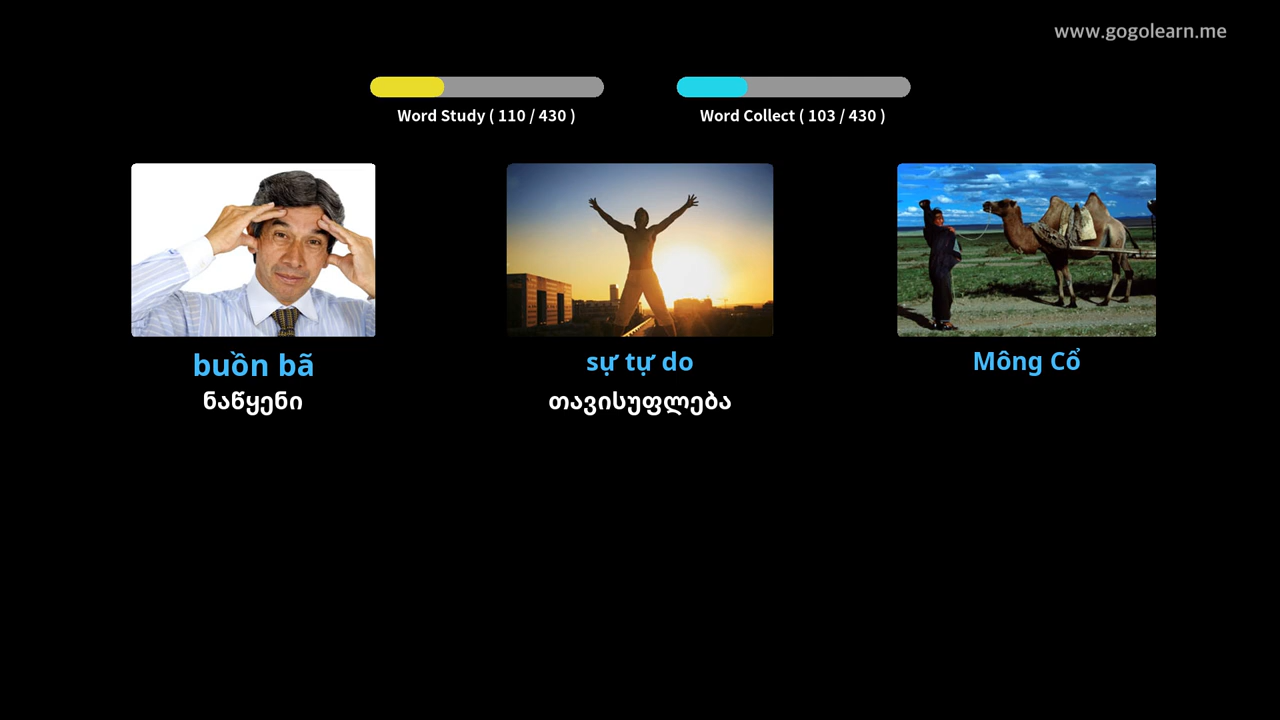 www.gogolearn.me
Word Study ( 110 / 430 )
Word Collect ( 103 / 430 )
buồn bã
ნაწყენი
sự tự do
თავისუფლება
Mông Cổ